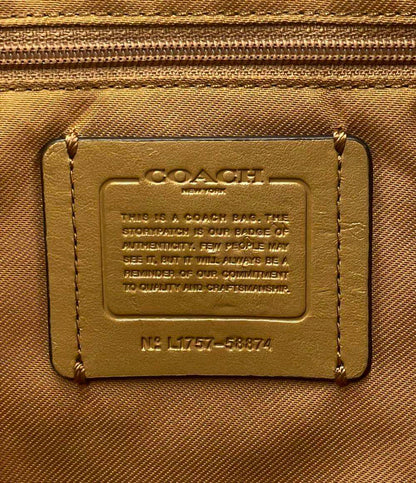 COACH
NEW YORK
THIS IS A COACH BAG. THE
STORYPATCH IS OUR BADGE OF
AUTHENTICITY. FEW PEOPLE MAY
SEE IT, BUT IT WILL ALWAYS BE A
REMINDER OF OUR COMMITMENT
TO QUALITY AND CRAFTSMANSHIP.
Nº L1757-58874